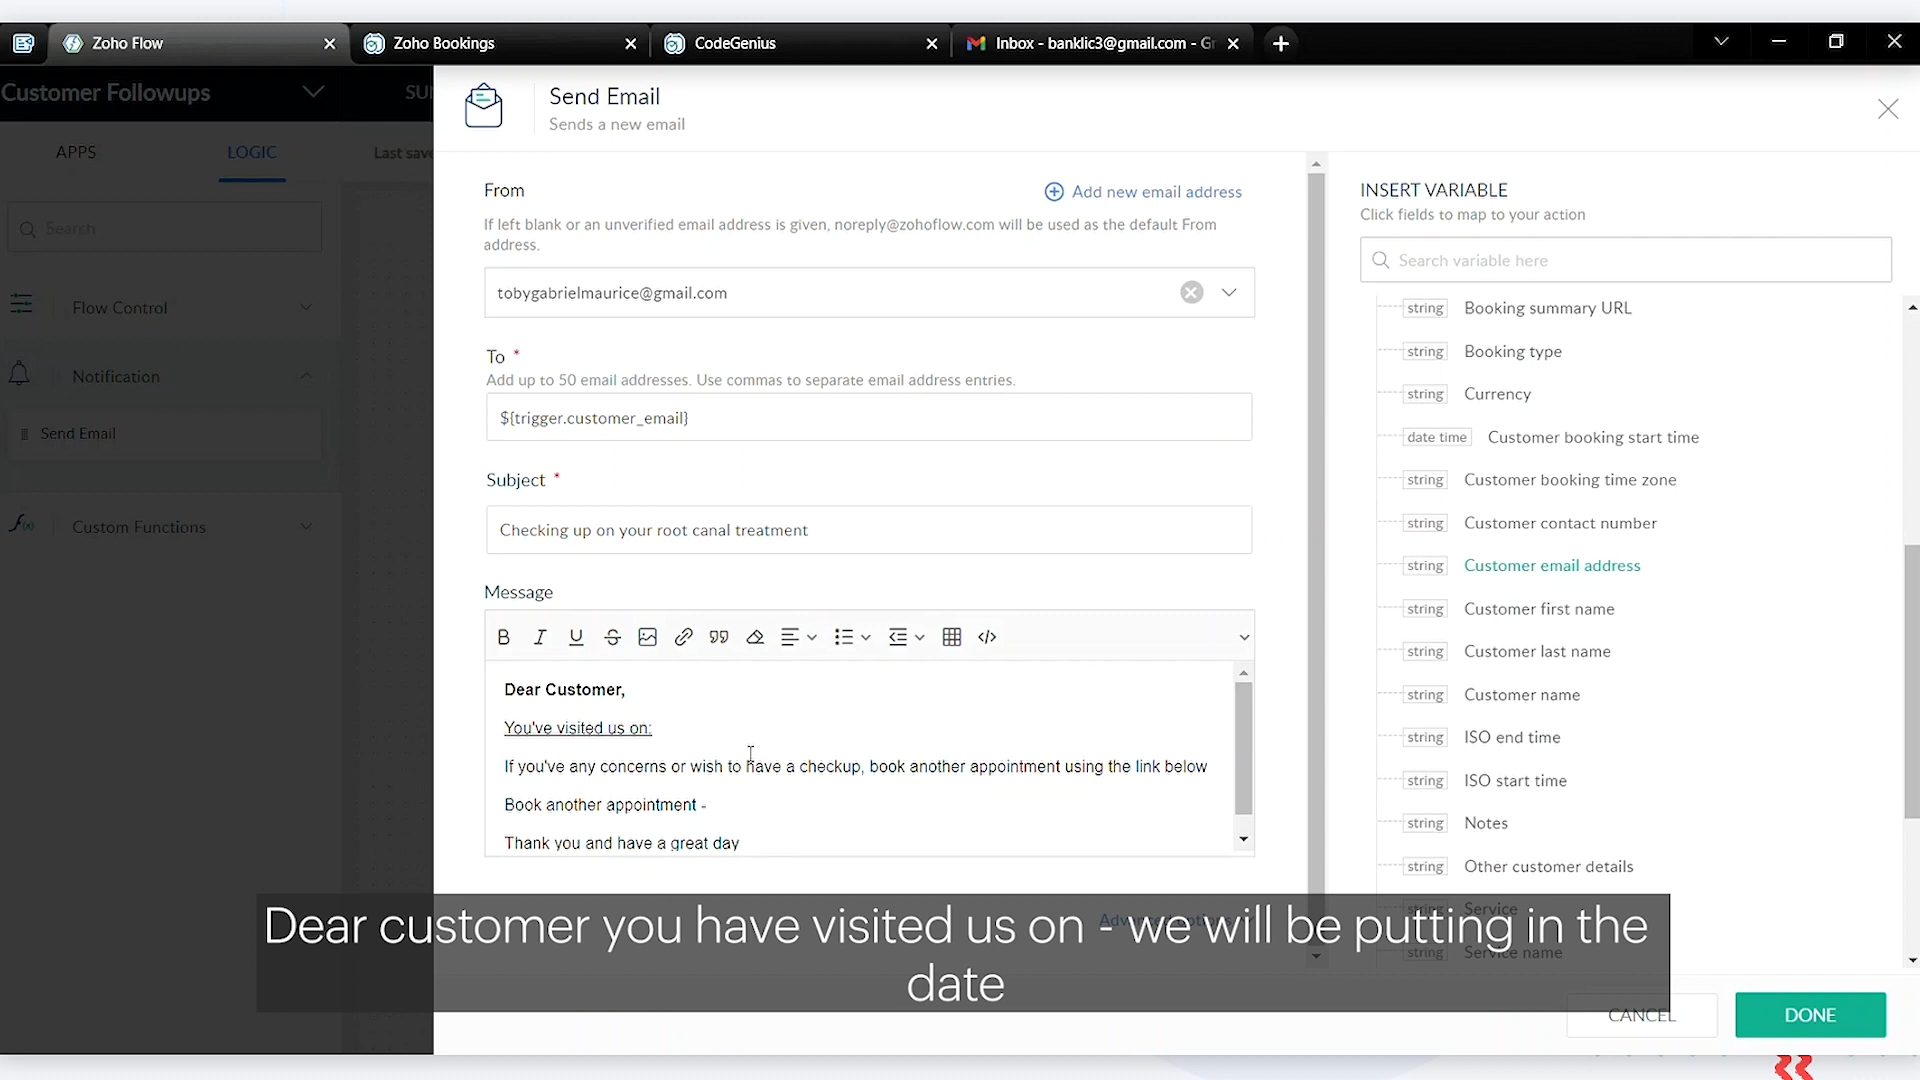 Zoho Flow
Zoho Bookings
CodeGenius
Inbox - banklic3@gmail.com - Gr
Customer Followups
SUM
Send Email
Sends a new email
APPS
LOGIC
Last save
Search
Flow Control
Notification
Send Email
Custom Functions
From
Add new email address
If left blank or an unverified email address is given, noreply@zohoflow.com will be used as the default From
address.
tobygabrielmaurice@gmail.com
To *
Add up to 50 email addresses. Use commas to separate email address entries.
${trigger.customer_email}
Subject *
Checking up on your root canal treatment
Message
Dear Customer,
You've visited us on:
If you've any concerns or wish to have a checkup, book another appointment using the link below
Book another appointment -
Thank you and have a great day
Advanced options
INSERT VARIABLE
Click fields to map to your action
Search variable here
string Booking summary URL
string Booking type
string Currency
date time Customer booking start time
string Customer booking time zone
string Customer contact number
string Customer email address
string Customer first name
string Customer last name
string Customer name
string ISO end time
string ISO start time
string Notes
string Other customer details
string Service
string Service name
Dear customer you have visited us on - we will be putting in the
date
CANCEL
DONE